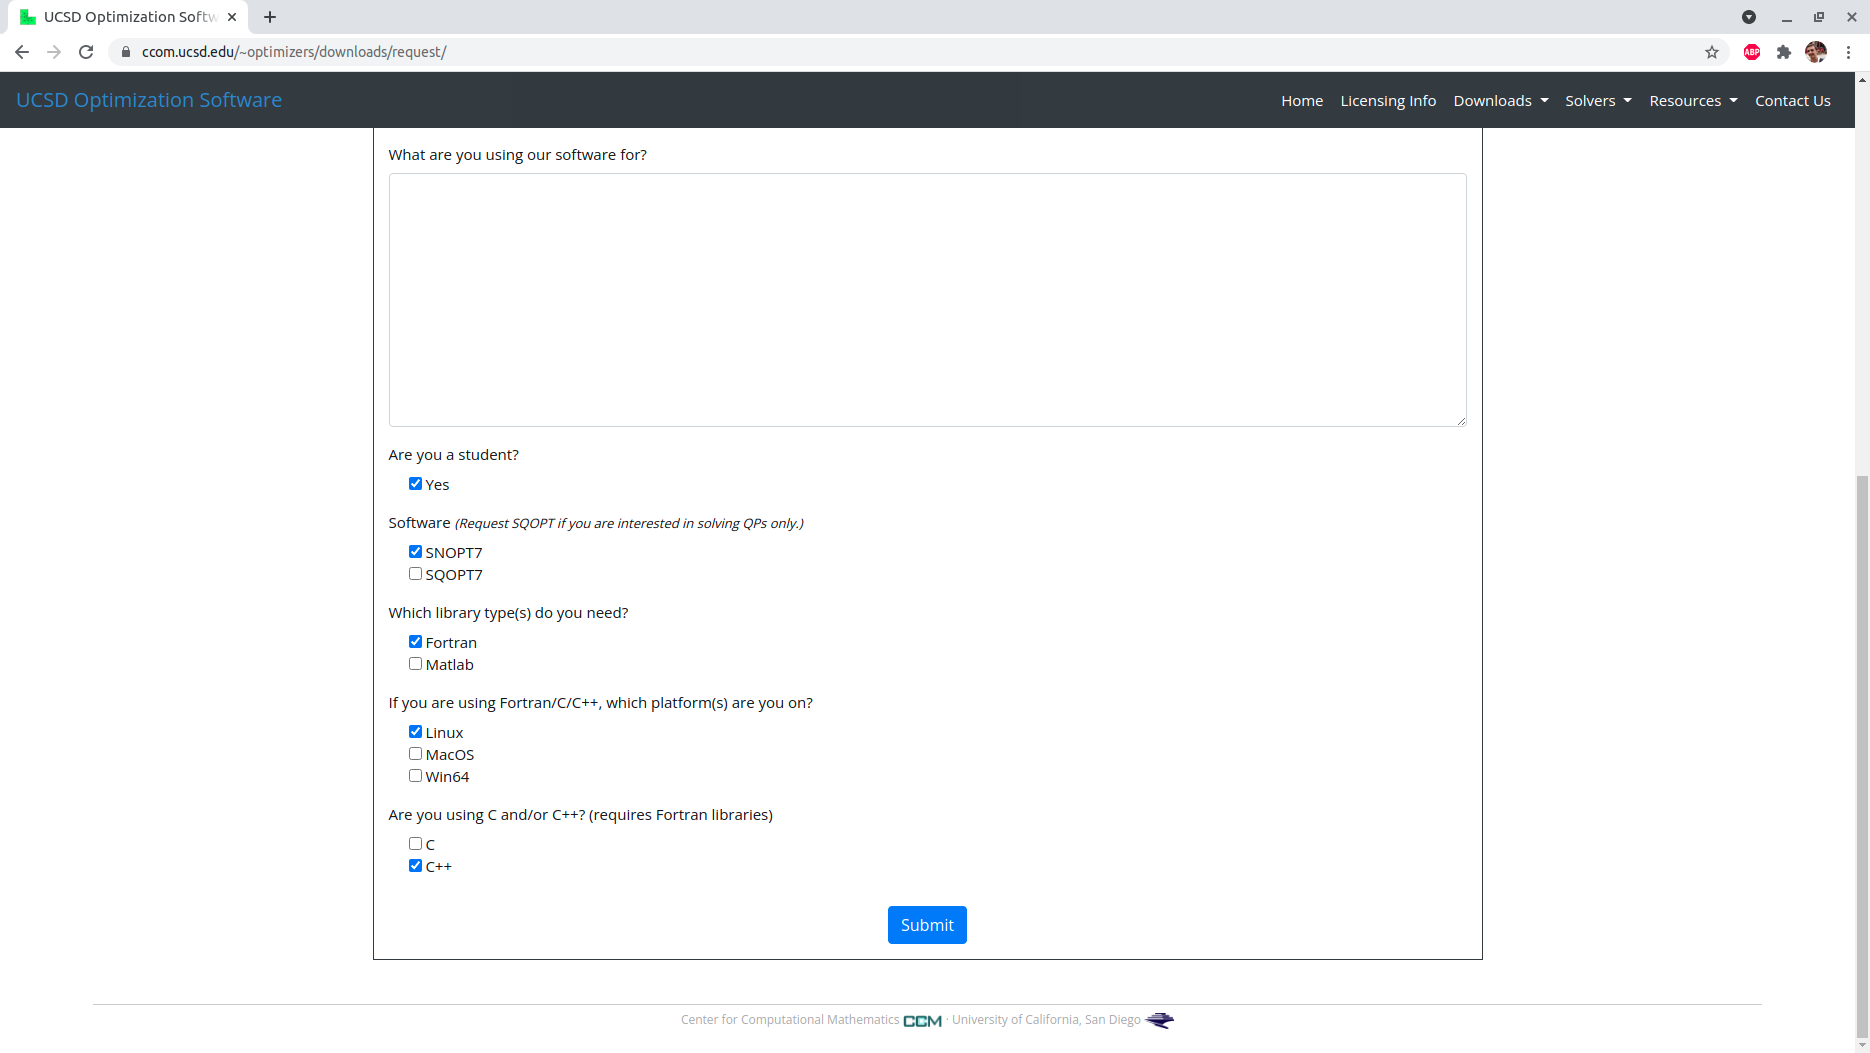 UCSD Optimization Softw
ccom.ucsd.edu/~optimizers/downloads/request/
ABP
UCSD Optimization Software
Home Licensing Info Downloads Solvers Resources Contact Us
What are you using our software for?
Are you a student?
Yes
Software (Request SQOPT if you are interested in solving QPs only.)
SNOPT7
SQOPT7
Which library type(s) do you need?
Fortran
Matlab
If you are using Fortran/C/C++, which platform(s) are you on?
Linux
MacOS
Win64
Are you using C and/or C++? (requires Fortran libraries)
C
C++
Submit
Center for Computational Mathematics CCM · University of California, San Diego